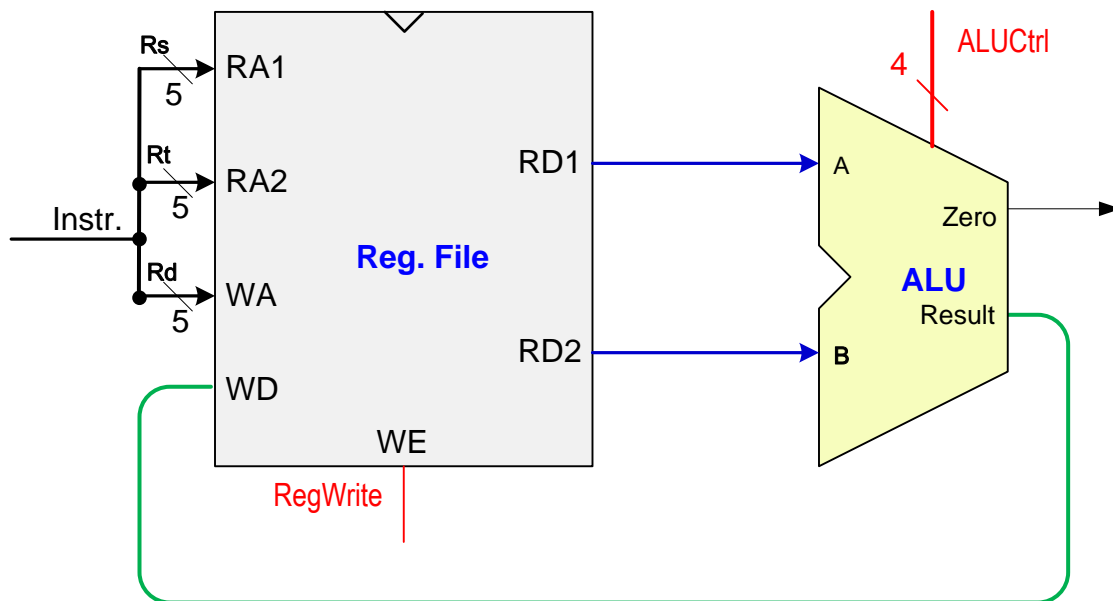 Rs
5
RA1
Rt
5
RA2
Instr.
Rd
5
WA
WD
Reg. File
RD1
RD2
WE
RegWrite
4
ALUCtrl
A
B
Zero
ALU
Result